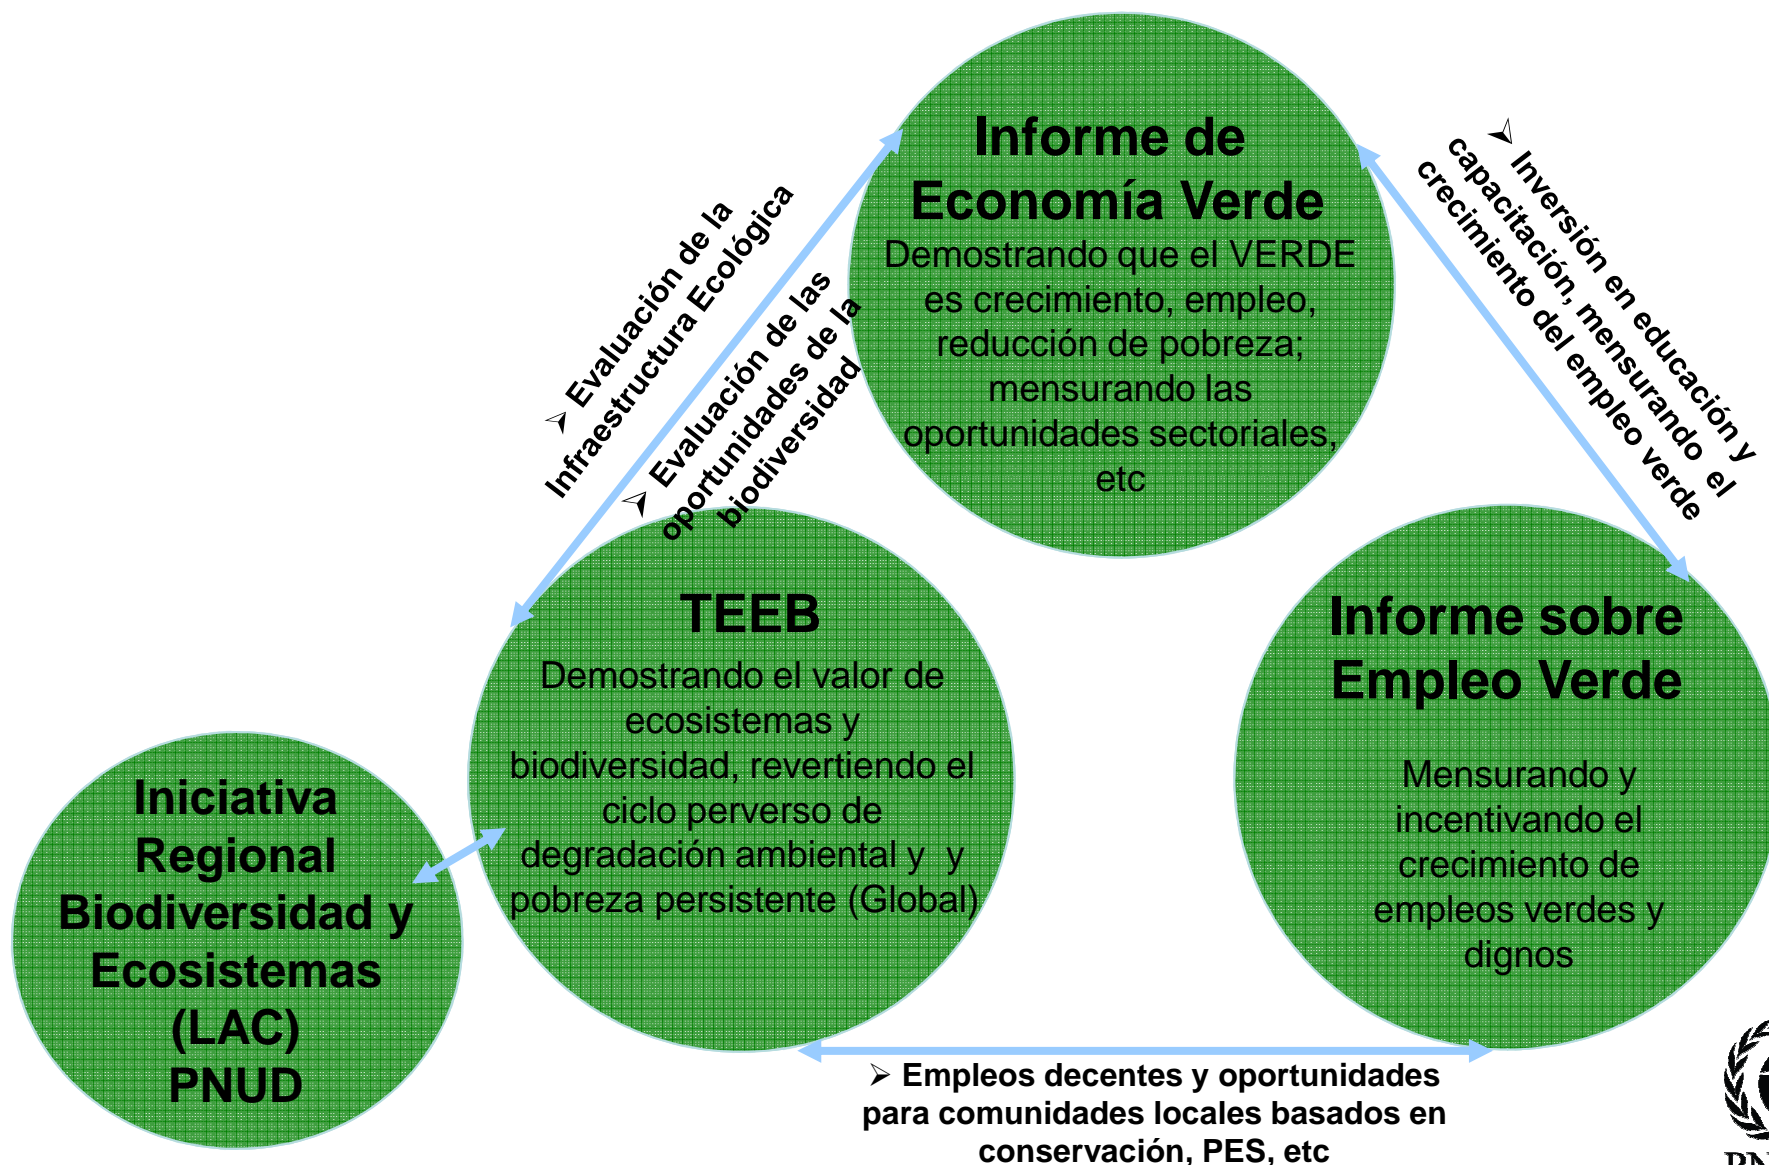 Informe de
Economía Verde
Demostrando que el VERDE
es crecimiento, empleo,
reducción de pobreza;
mensurando las
oportunidades sectoriales,
etc
➢ Evaluación de la
Infraestructura Ecológica
➢ Evaluación de las
oportunidades de la
biodiversidad
➢ Inversión en educación y
capacitación, mensurando el
crecimiento del empleo verde
TEEB
Demostrando el valor de
ecosistemas y
biodiversidad, revertiendo el
ciclo perverso de
degradación ambiental y y
pobreza persistente (Global)
Informe sobre
Empleo Verde
Mensurando y
incentivando el
crecimiento de
empleos verdes y
dignos
Iniciativa
Regional
Biodiversidad y
Ecosistemas
(LAC)
PNUD
➢ Empleos decentes y oportunidades
para comunidades locales basados en
conservación, PES, etc